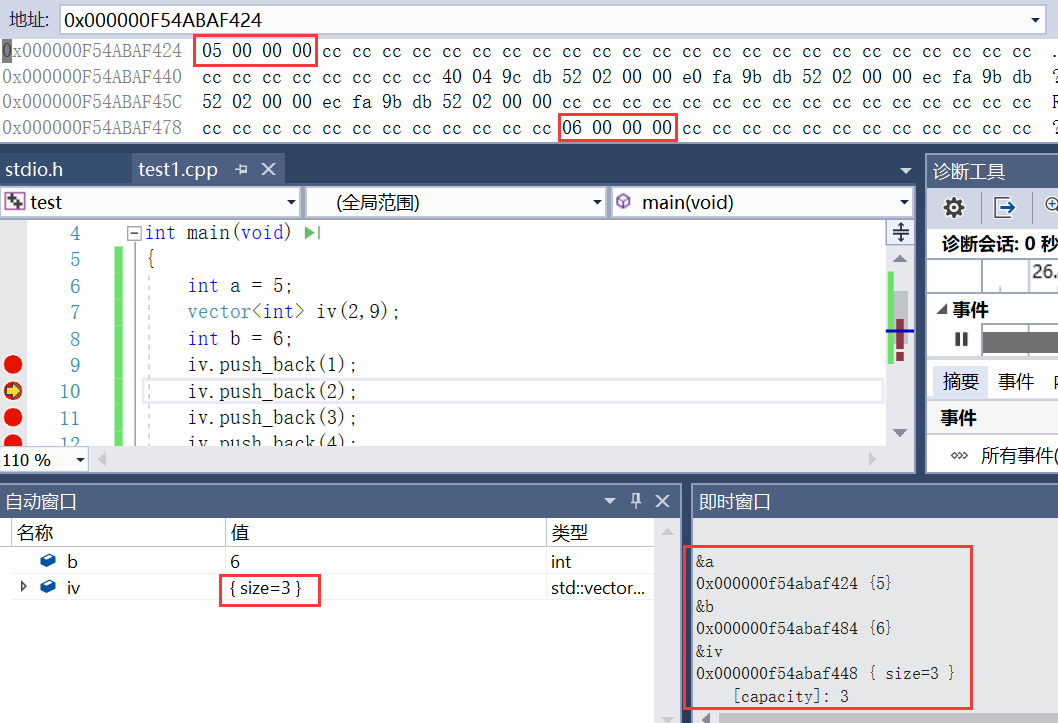 地址: 0x000000F54ABAF424
0x000000F54ABAF424 05 00 00 00 cc cc cc cc cc cc cc cc cc cc cc cc cc cc cc cc cc cc cc cc cc cc cc cc .
0x000000F54ABAF440 cc cc cc cc cc cc cc cc 40 04 9c db 52 02 00 00 e0 fa 9b db 52 02 00 00 ec fa 9b db ?
0x000000F54ABAF45C 52 02 00 00 ec fa 9b db 52 02 00 00 cc cc cc cc cc cc cc cc cc cc cc cc cc cc cc cc R
0x000000F54ABAF478 cc cc cc cc cc cc cc cc cc cc cc cc 06 00 00 00 cc cc cc cc cc cc cc cc cc cc cc cc ?
stdio.h test1.cpp
test (全局范围) main(void)
4 int main(void)
5 {
6 int a = 5;
7 vector<int> iv(2,9);
8 int b = 6;
9 iv.push_back(1);
10 iv.push_back(2);
11 iv.push_back(3);
12 iv.push_back(4);
110 %
诊断工具
诊断会话: 0 秒
26.
事件
摘要 事件
事件
所有事件(
自动窗口
名称 值 类型
b 6 int
iv { size=3 } std::vector...
即时窗口
&a
0x000000f54abaf424 {5}
&b
0x000000f54abaf484 {6}
&iv
0x000000f54abaf448 { size=3 }
[capacity]: 3